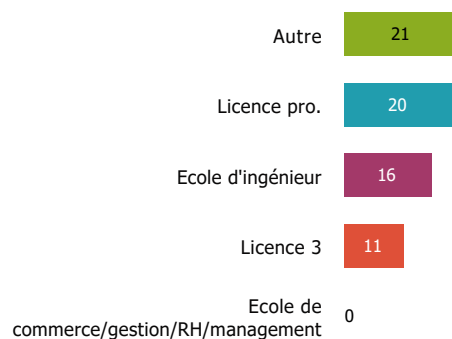 Autre 21
Licence pro. 20
Ecole d'ingénieur 16
Licence 3 11
Ecole de
commerce/gestion/RH/management 0